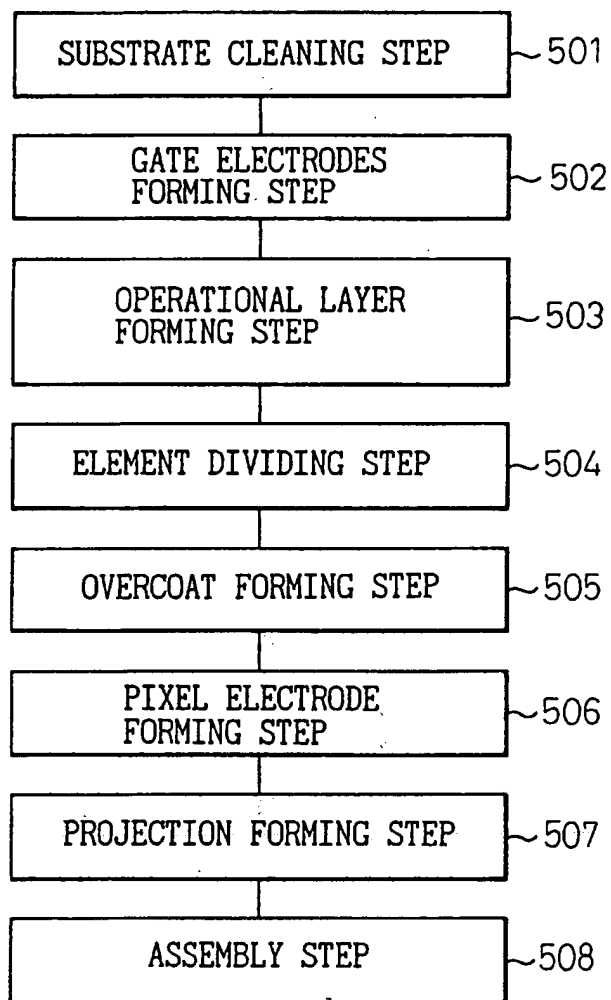 SUBSTRATE CLEANING STEP 501
GATE ELECTRODES
FORMING STEP
502
OPERATIONAL LAYER
FORMING STEP
503
ELEMENT DIVIDING STEP 504
OVERCOAT FORMING STEP 505
PIXEL ELECTRODE
FORMING STEP
506
PROJECTION FORMING STEP 507
ASSEMBLY STEP 508